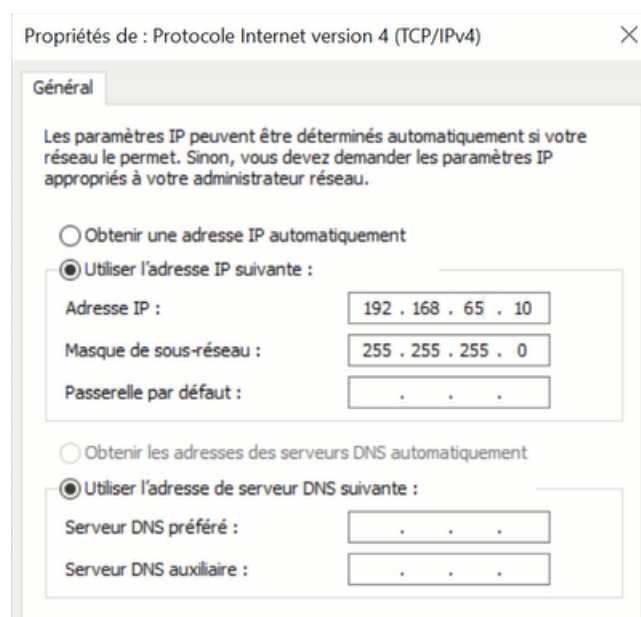 Propriétés de : Protocole Internet version 4 (TCP/IPv4)
Général
Les paramètres IP peuvent être déterminés automatiquement si votre
réseau le permet. Sinon, vous devez demander les paramètres IP
appropriés à votre administrateur réseau.
Obtenir une adresse IP automatiquement
Utiliser l'adresse IP suivante :
Adresse IP : 192 . 168 . 65 . 10
Masque de sous-réseau : 255 . 255 . 255 . 0
Passerelle par défaut : . . .
Obtenir les adresses des serveurs DNS automatiquement
Utiliser l'adresse de serveur DNS suivante :
Serveur DNS préféré : . . .
Serveur DNS auxiliaire : . . .